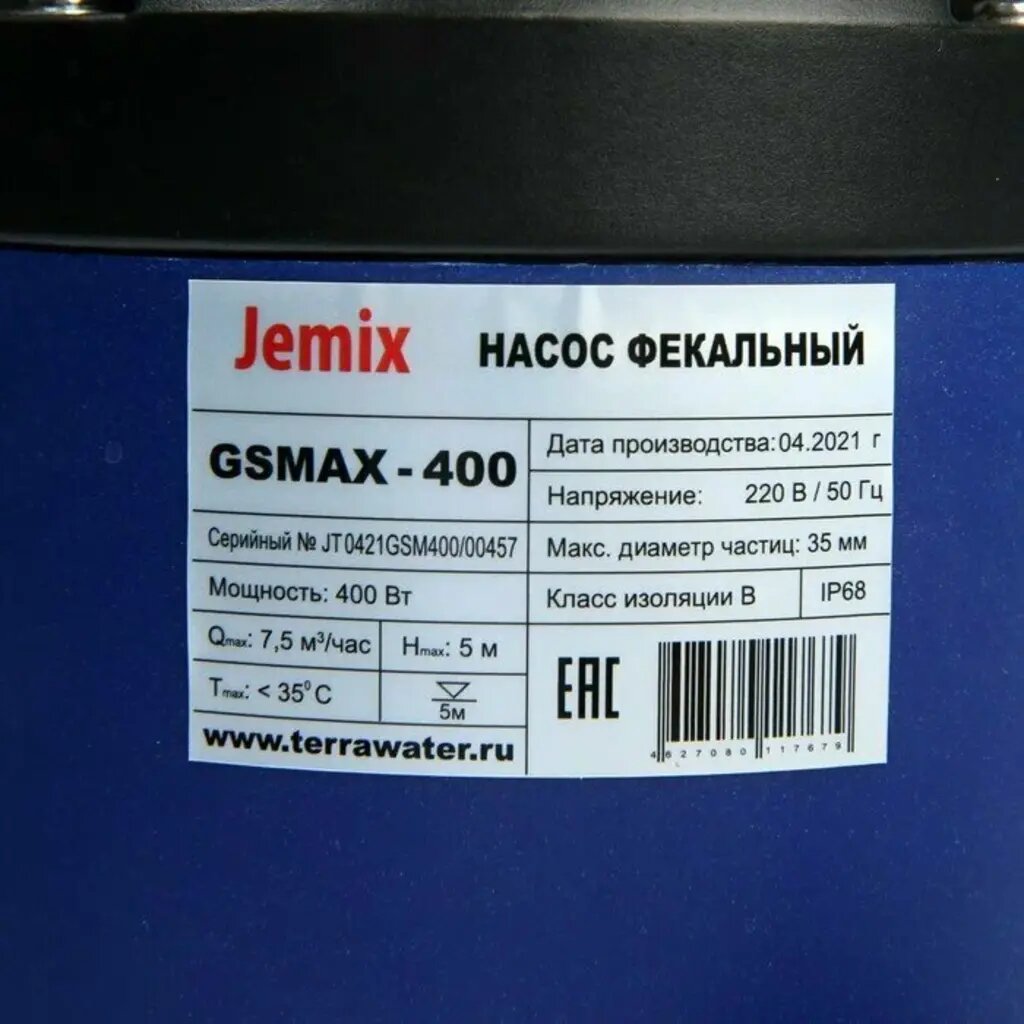 Jemix НАСОС ФЕКАЛЬНЫЙ
GSMAX - 400
Дата производства: 04.2021 г
Напряжение: 220 В / 50 Гц
Серийный № JT0421GSM400/00457
Макс. диаметр частиц: 35 мм
Мощность: 400 Вт
Класс изоляции В IP68
Qmax: 7,5 м³/час Hmax: 5 м
Tmax: < 35⁰ С
5м
www.terrawater.ru
EAC
4627080117679